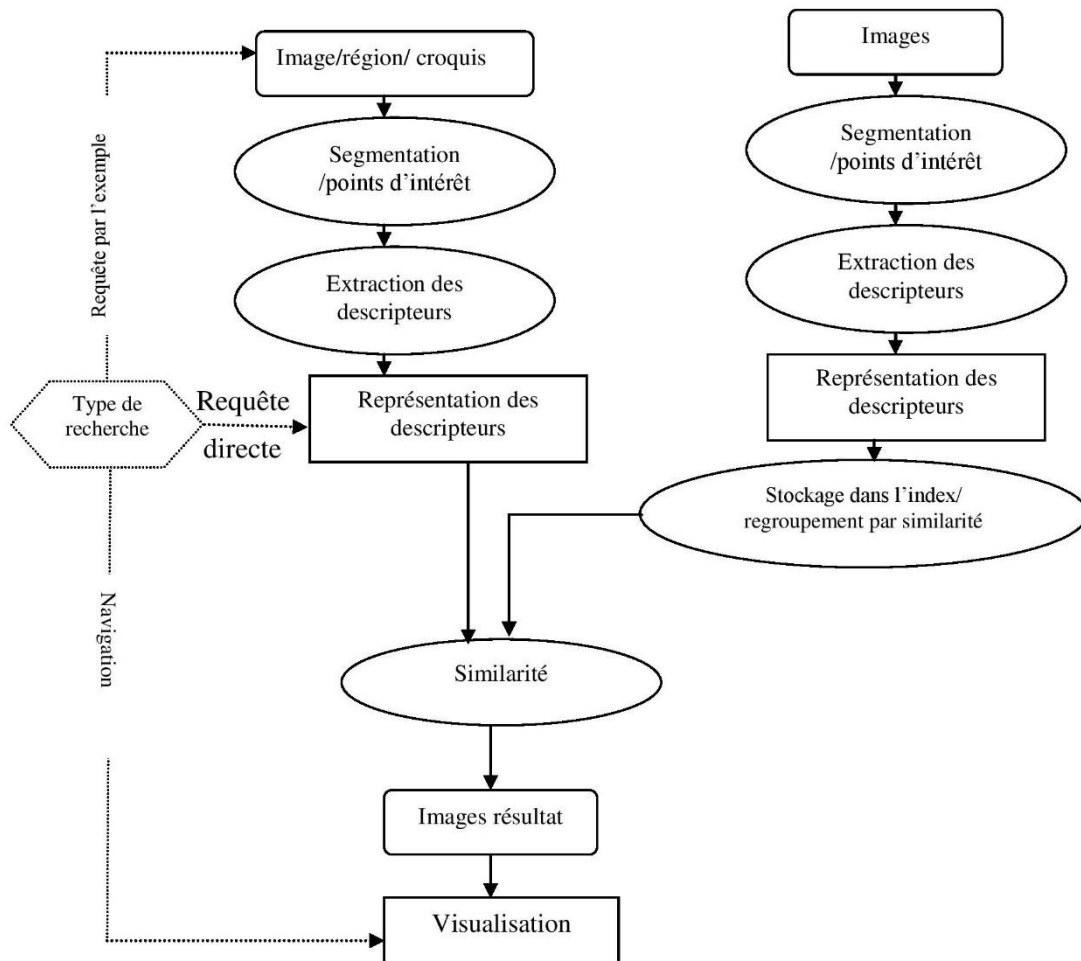 Image/région/ croquis
Images
Segmentation
/points d'intérêt
Segmentation
/points d'intérêt
Requête par l'exemple
Extraction des
descripteurs
Extraction des
descripteurs
Type de
recherche
Requête
directe
Représentation des
descripteurs
Représentation des
descripteurs
Stockage dans l'index/
regroupement par similarité
Navigation
Similarité
Images résultat
Visualisation